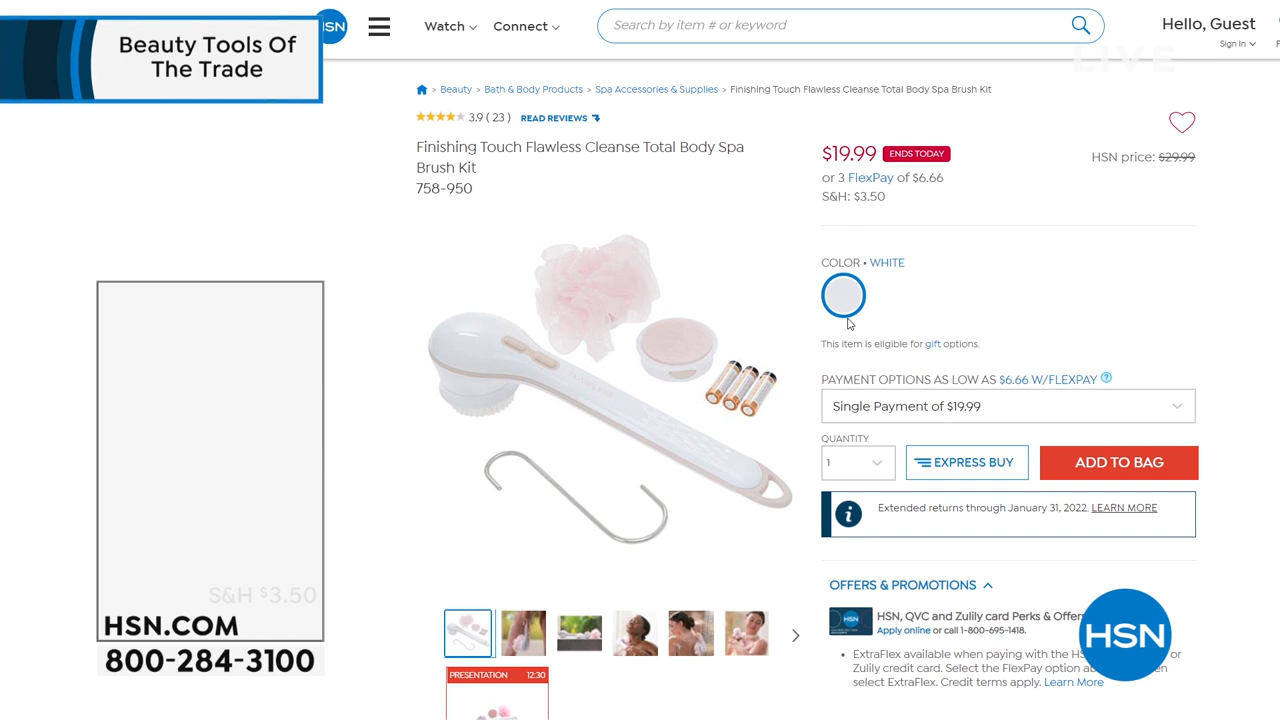 Beauty Tools Of
The Trade
HSN
Watch
Connect
Search by item # or keyword
Hello, Guest
Sign In
LIVE
Beauty > Bath & Body Products > Spa Accessories & Supplies > Finishing Touch Flawless Cleanse Total Body Spa Brush Kit
3.9 ( 23 ) READ REVIEWS
Finishing Touch Flawless Cleanse Total Body Spa
Brush Kit
758-950
$19.99 ENDS TODAY
HSN price: $29.99
or 3 FlexPay of $6.66
S&H: $3.50
COLOR • WHITE
This item is eligible for gift options.
PAYMENT OPTIONS AS LOW AS $6.66 W/FLEXPAY ?
Single Payment of $19.99
QUANTITY
1
EXPRESS BUY
ADD TO BAG
i Extended returns through January 31, 2022. LEARN MORE
OFFERS & PROMOTIONS
HSN HSN, QVC and Zulily card Perks & Offer
Apply online or call 1-800-695-1418.
• ExtraFlex available when paying with the HS or
Zulily credit card. Select the FlexPay option
select ExtraFlex. Credit terms apply. Learn More
HSN
S&H $3.50
HSN.COM
800-284-3100
PRESENTATION 12:30